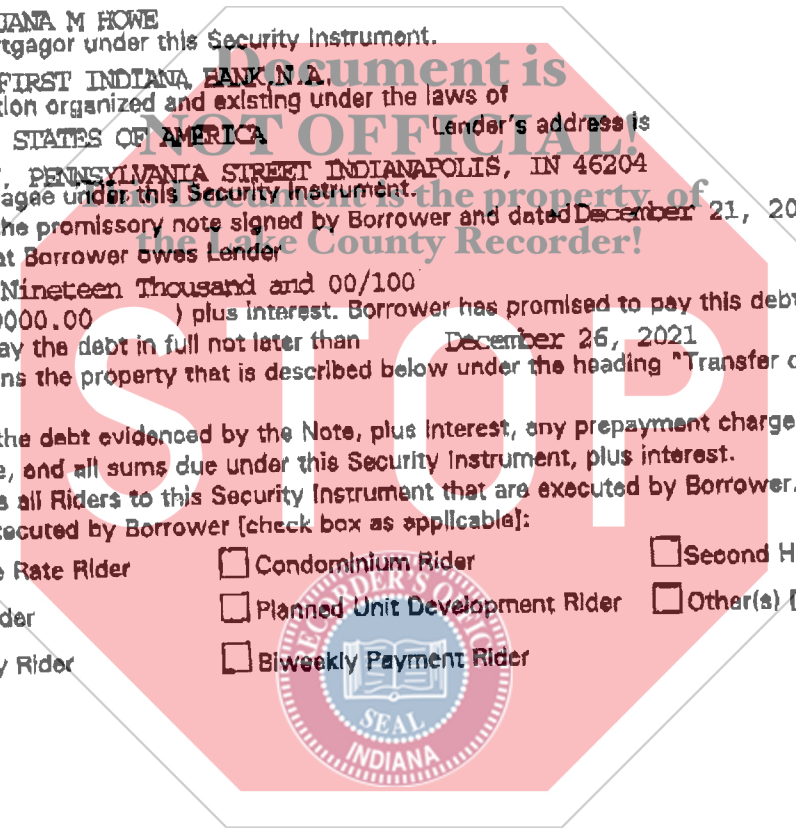 IANA M HOWE
rtgagor under this Security Instrument.
FIRST INDIANA BANK,N.A.
tion organized and existing under the laws of
STATES OF AMERICA Lender's address is
, PENNSYLVANIA STREET INDIANAPOLIS, IN 46204
agee under this Security Instrument.
he promissory note signed by Borrower and dated December 21, 20
at Borrower owes Lender
Nineteen Thousand and 00/100
0000.00 ) plus interest. Borrower has promised to pay this debt
ay the debt in full not later than December 26, 2021
ns the property that is described below under the heading "Transfer o
the debt evidenced by the Note, plus interest, any prepayment charge
e, and all sums due under this Security Instrument, plus interest.
s all Riders to this Security Instrument that are executed by Borrower.
ecuted by Borrower [check box as applicable]:
e Rate Rider Condominium Rider Second H
der Planned Unit Development Rider Other(s) [
y Rider Biweekly Payment Rider
Document is
NOT OFFICIAL!
This Document is the property of
the Lake County Recorder!
STOP
RECORDER'S OFFICE
SEAL
INDIANA